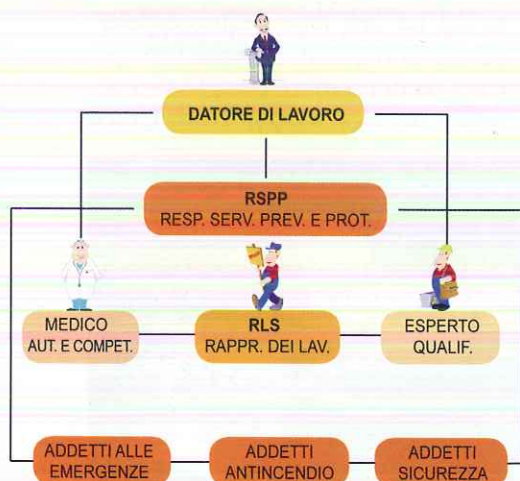 DATORE DI LAVORO
RSPP
RESP. SERV. PREV. E PROT.
MEDICO
AUT. E COMPET.
RLS
RAPPR. DEI LAV.
ESPERTO
QUALIF.
ADDETTI ALLE
EMERGENZE
ADDETTI
ANTINCENDIO
ADDETTI
SICUREZZA